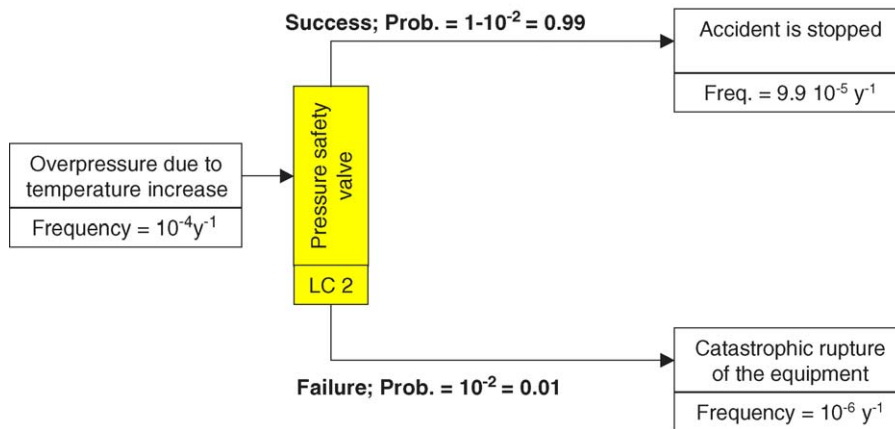 Success; Prob. = 1-10⁻² = 0.99
Accident is stopped
Freq. = 9.9 10⁻⁵ y⁻¹
Overpressure due to
temperature increase
Frequency = 10⁻⁴y⁻¹
Pressure safety
valve
LC 2
Failure; Prob. = 10⁻² = 0.01
Catastrophic rupture
of the equipment
Frequency = 10⁻⁶ y⁻¹